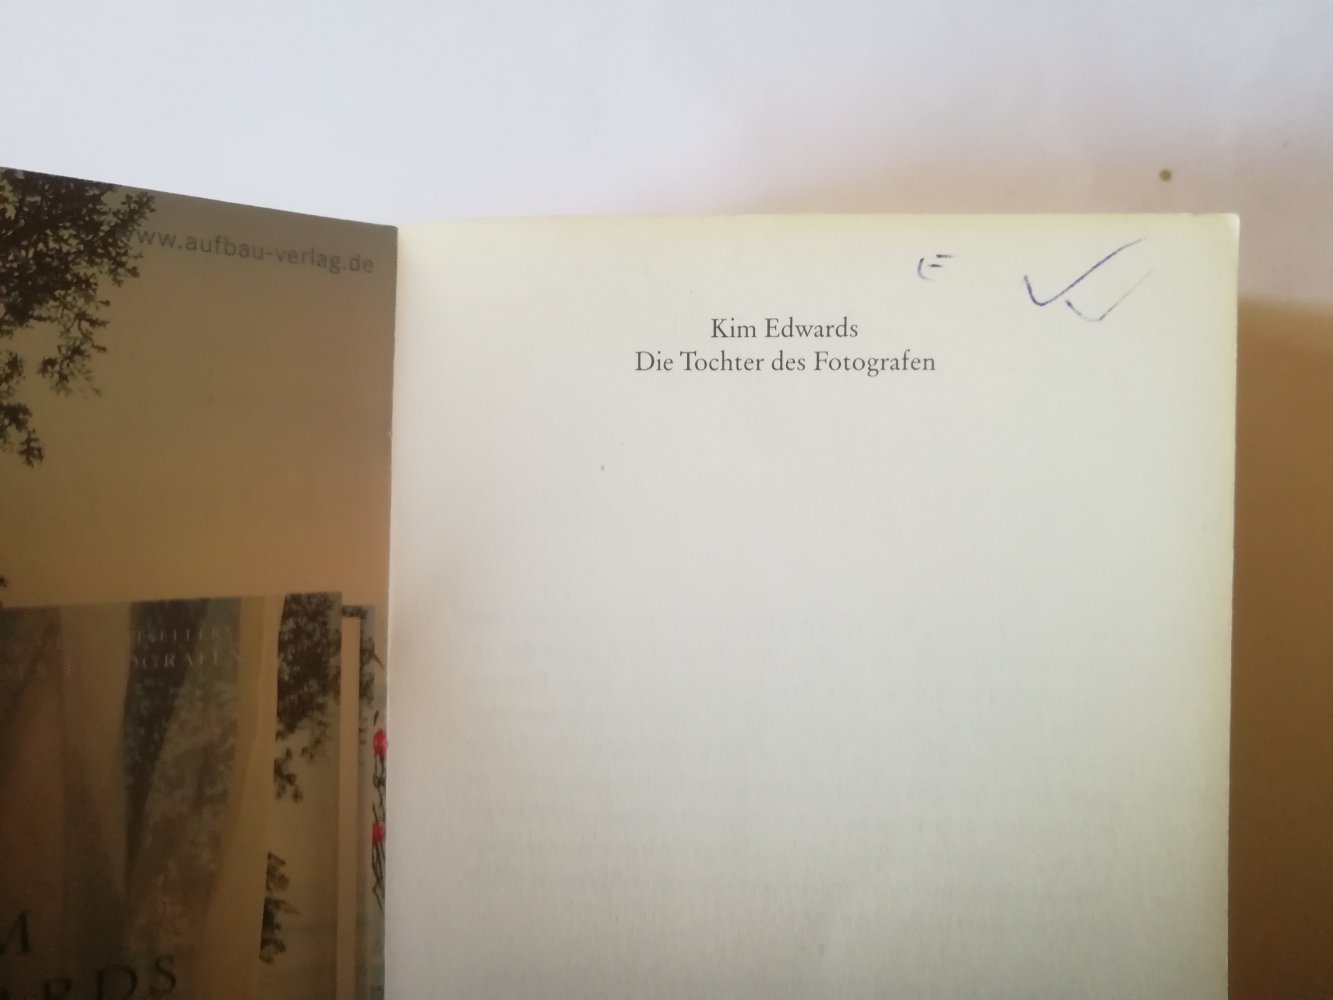 www.aufbau-verlag.de
Kim Edwards
Die Tochter des Fotografen